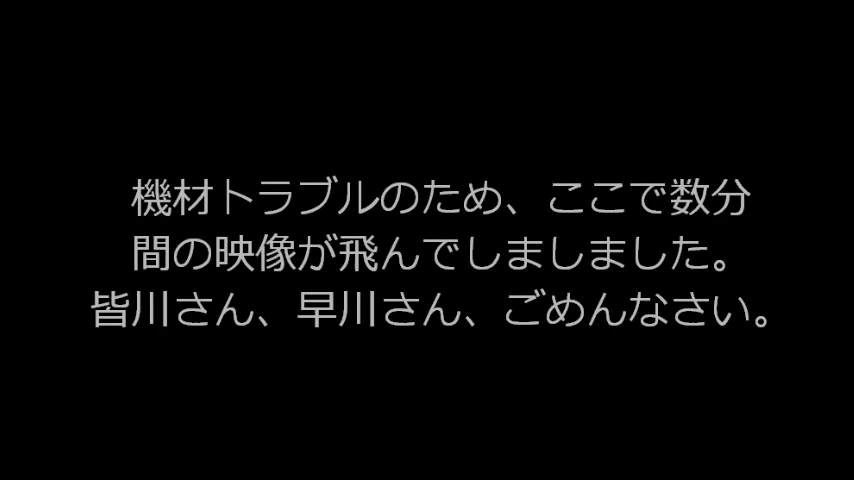 機材トラブルのため、ここで数分
間の映像が飛んでしましました。
皆川さん、早川さん、ごめんなさい。